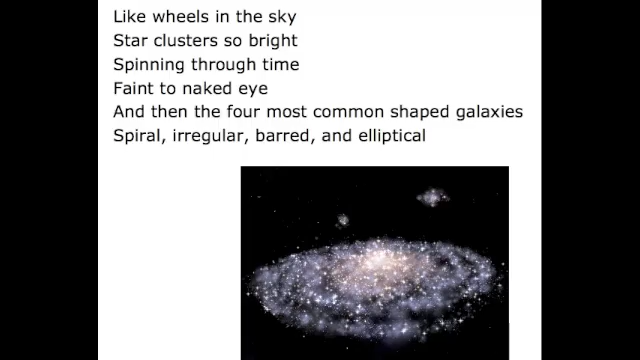 Like wheels in the sky
Star clusters so bright
Spinning through time
Faint to naked eye
And then the four most common shaped galaxies
Spiral, irregular, barred, and elliptical